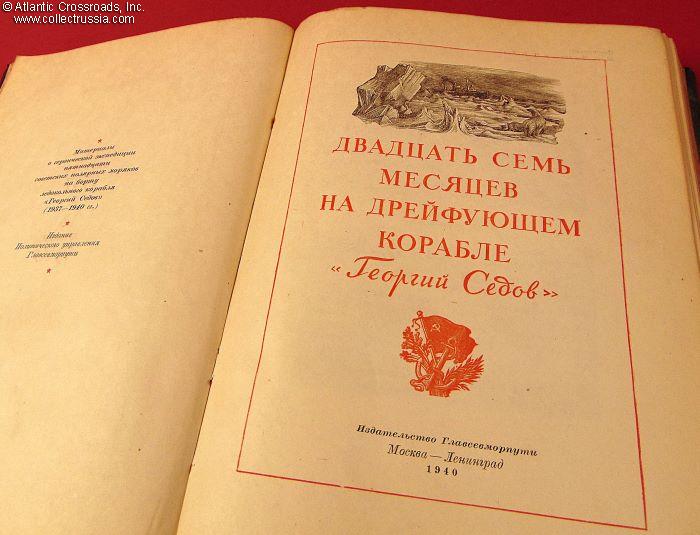 © Atlantic Crossroads, Inc.
www.collectrussia.com
Материалы
о героической экспедиции
пятнадцати
советских полярных моряков
на борту
ледокольного корабля
«Георгий Седов»
(1937—1940 гг.)
Издание
Политического управления
Главсевморпути
ДВАДЦАТЬ СЕМЬ
МЕСЯЦЕВ
НА ДРЕЙФУЮЩЕМ
КОРАБЛЕ
«Георгий Седов»
Издательство Главсевморпути
Москва — Ленинград
1940